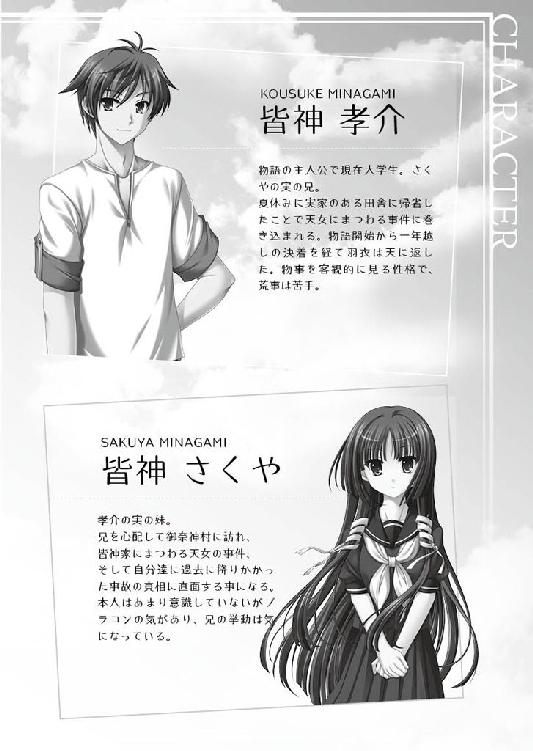 CHARACTER
KOUSUKE MINAGAMI
皆神 孝介
物語の主人公で現在大学生。さく
やの実の兄。
夏休みに実家のある田舎に帰省し
たことで天女にまつわる事件に巻
き込まれる。物語開始から一年越
しの決着を経て羽衣は天に返し
た。物事を客観的に見る性格で、
荒事は苦手。
SAKUYA MINAGAMI
皆神 さくや
孝介の実の妹。
兄を心配して御奈神村に訪れ、
皆神家にまつわる天女の事件、
そして自分達に過去に降りかかっ
た事故の真相に直面する事になる。
本人はあまり意識していないがブ
ラコンの気があり、兄の挙動は気
になっている。